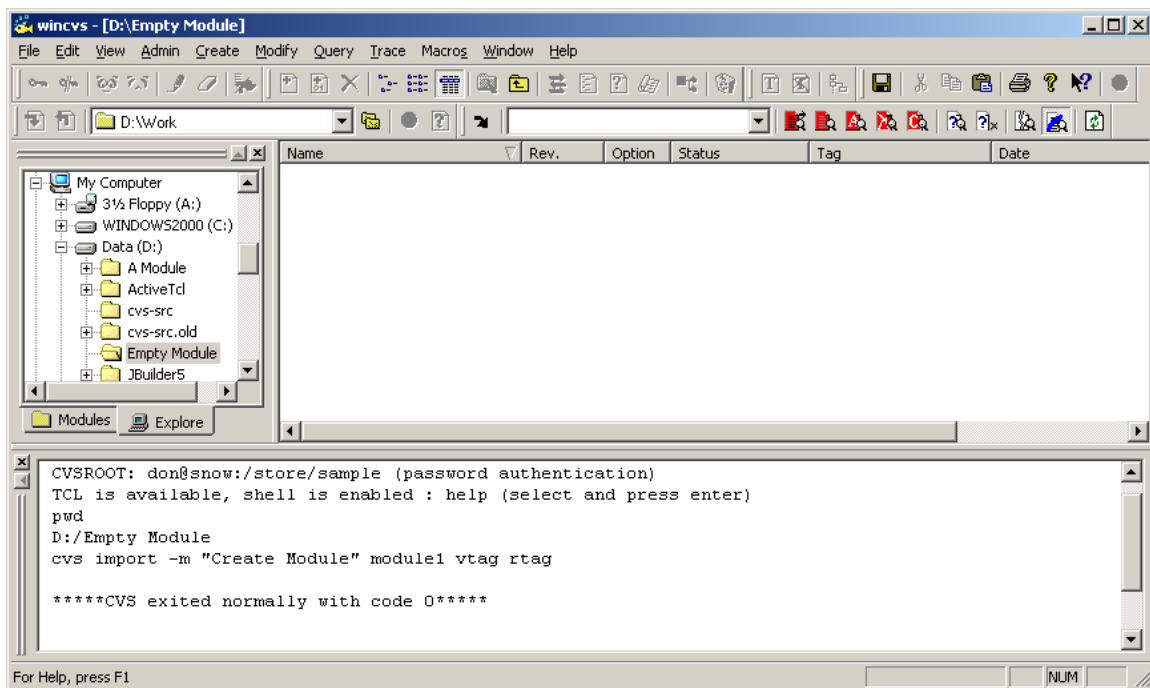 wincvs - [D:\Empty Module]
File Edit View Admin Create Modify Query Trace Macros Window Help
D:\Work
Name Rev. Option Status Tag Date
My Computer
3½ Floppy (A:)
WINDOWS2000 (C:)
Data (D:)
A Module
ActiveTcl
cvs-src
cvs-src.old
Empty Module
JBuilder5
Modules Explore
CVSROOT: don@snow:/store/sample (password authentication)
TCL is available, shell is enabled : help (select and press enter)
pwd
D:/Empty Module
cvs import -m "Create Module" module1 vtag rtag
*****CVS exited normally with code 0*****
For Help, press F1
NUM